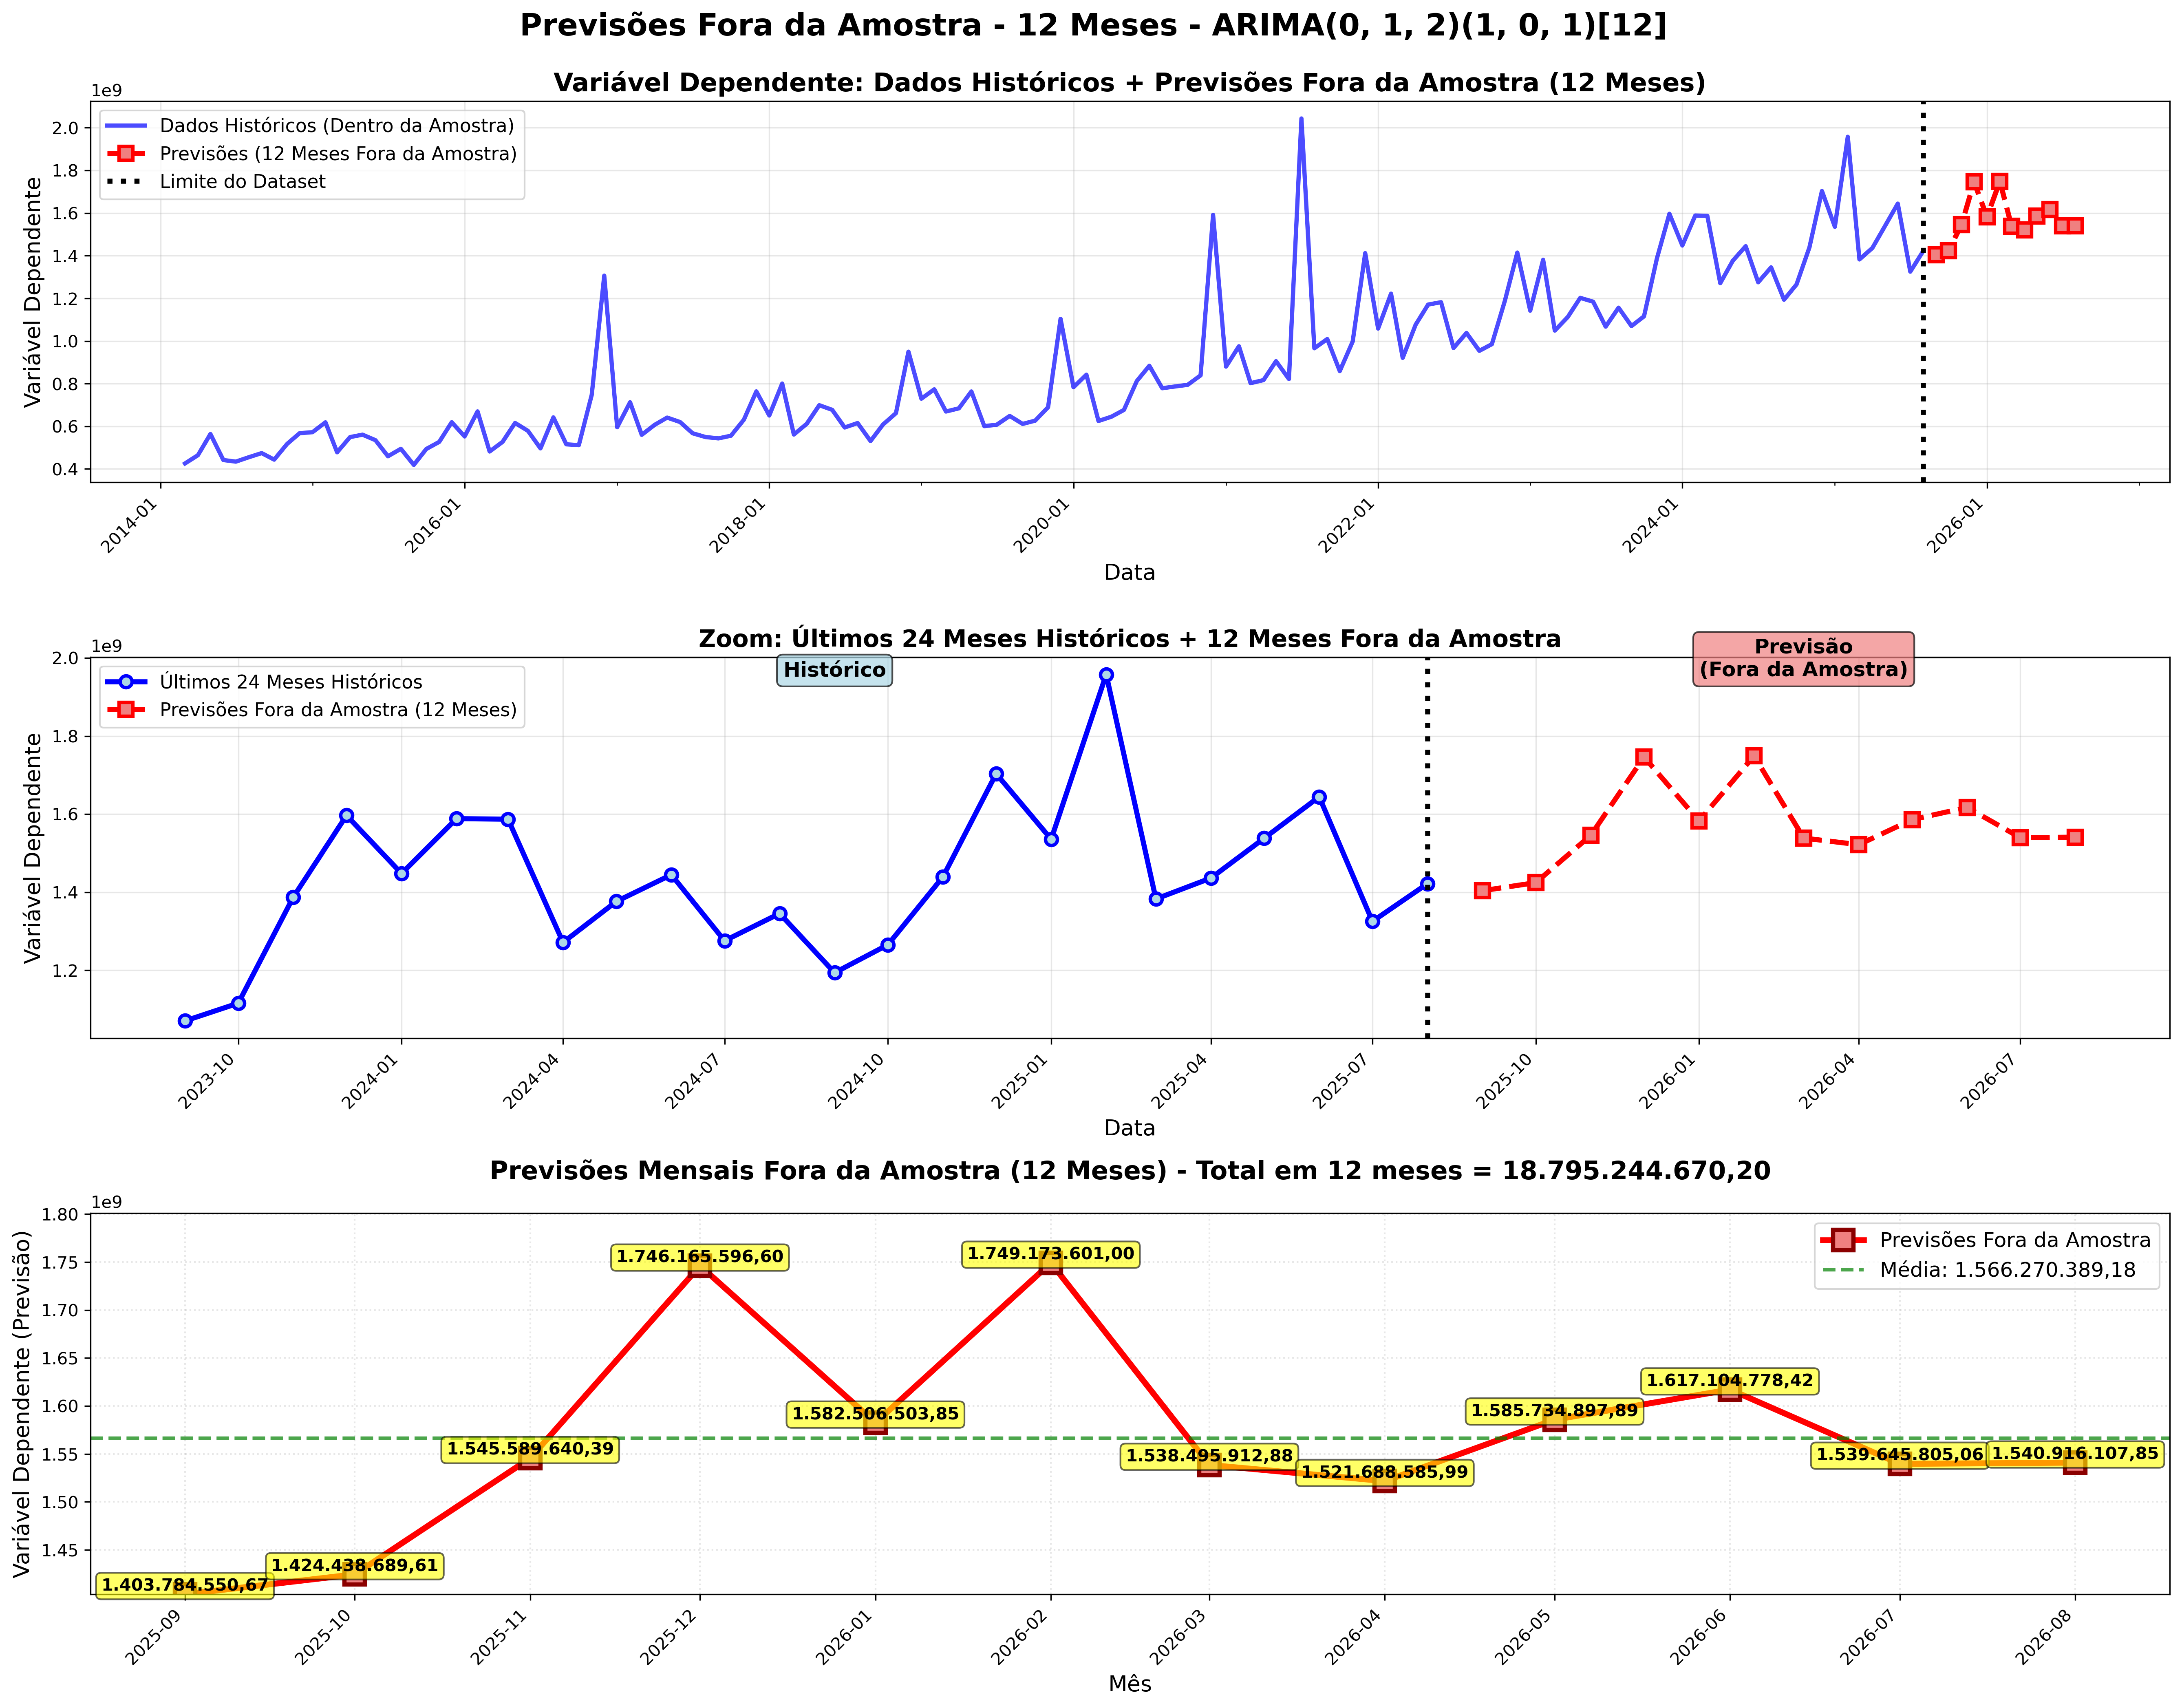 Previsões Fora da Amostra - 12 Meses - ARIMA(0, 1, 2)(1, 0, 1)[12]
Variável Dependente: Dados Históricos + Previsões Fora da Amostra (12 Meses)
1e9
Dados Históricos (Dentro da Amostra)
Previsões (12 Meses Fora da Amostra)
Limite do Dataset
Variável Dependente
2.0
1.8
1.6
1.4
1.2
1.0
0.8
0.6
0.4
2014-01
2016-01
2018-01
2020-01
2022-01
2024-01
2026-01
Data
Zoom: Últimos 24 Meses Históricos + 12 Meses Fora da Amostra
1e9
Últimos 24 Meses Históricos
Previsões Fora da Amostra (12 Meses)
Histórico
Previsão
(Fora da Amostra)
Variável Dependente
2.0
1.8
1.6
1.4
1.2
2023-10
2024-01
2024-04
2024-07
2024-10
2025-01
2025-04
2025-07
2025-10
2026-01
2026-04
2026-07
Data
Previsões Mensais Fora da Amostra (12 Meses) - Total em 12 meses = 18.795.244.670,20
1e9
Previsões Fora da Amostra
Média: 1.566.270.389,18
Variável Dependente (Previsão)
1.80
1.75
1.70
1.65
1.60
1.55
1.50
1.45
1.403.784.550,67
1.424.438.689,61
1.545.589.640,39
1.746.165.596,60
1.582.506.503,85
1.749.173.601,00
1.538.495.912,88
1.521.688.585,99
1.585.734.897,89
1.617.104.778,42
1.539.645.805,06
1.540.916.107,85
2025-09
2025-10
2025-11
2025-12
2026-01
2026-02
2026-03
2026-04
2026-05
2026-06
2026-07
2026-08
Mês